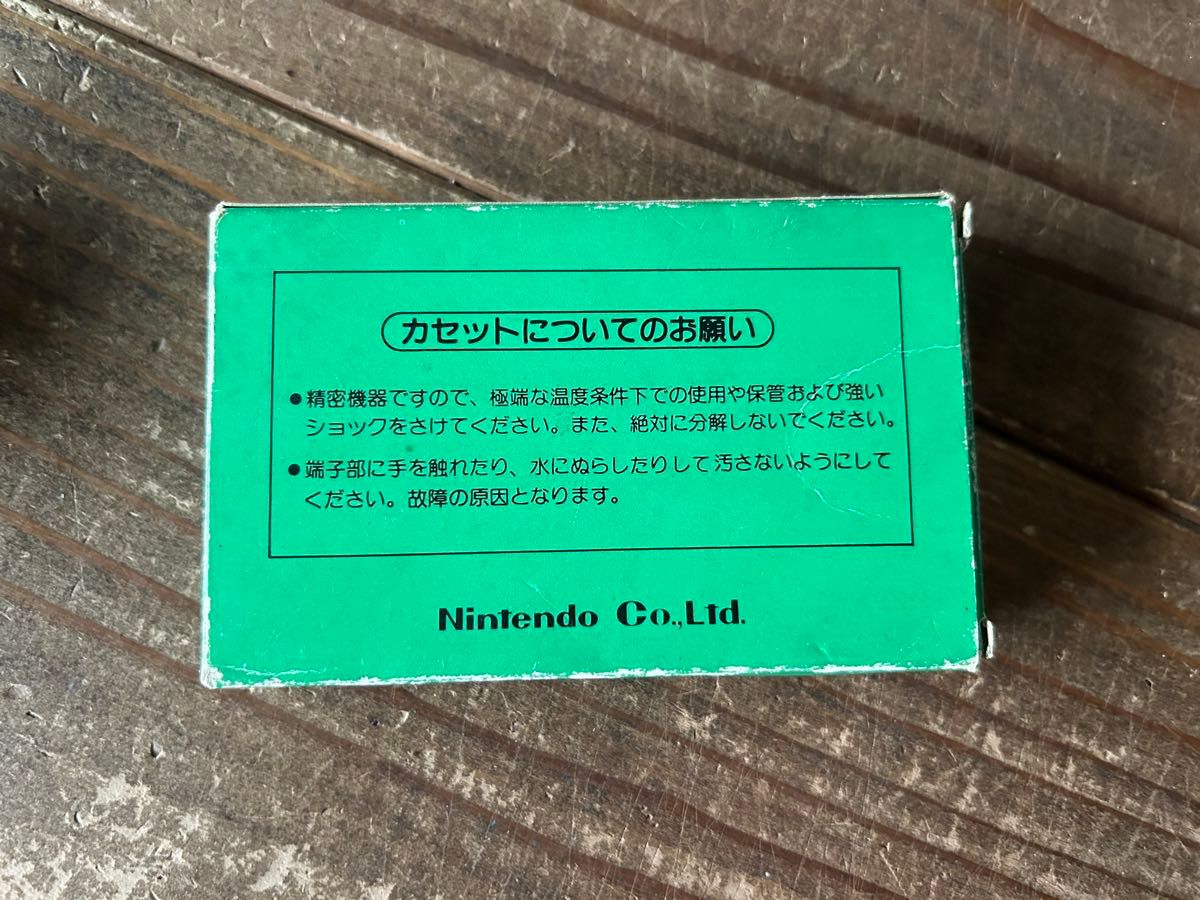 カセットについてのお願い
●精密機器ですので、極端な温度条件下での使用や保管および強い
ショックをさけてください。また、絶対に分解しないでください。
●端子部に手を触れたり、水にぬらしたりして汚さないようにして
ください。故障の原因となります。
Nintendo Co.,Ltd.